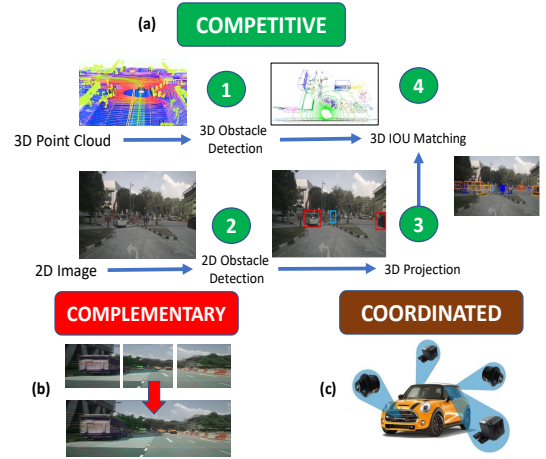 (a)
COMPETITIVE
1
4
3D Point Cloud
3D Obstacle
Detection
3D IOU Matching
2
3
2D Image
2D Obstacle
Detection
3D Projection
COMPLEMENTARY
COORDINATED
(b)
(c)